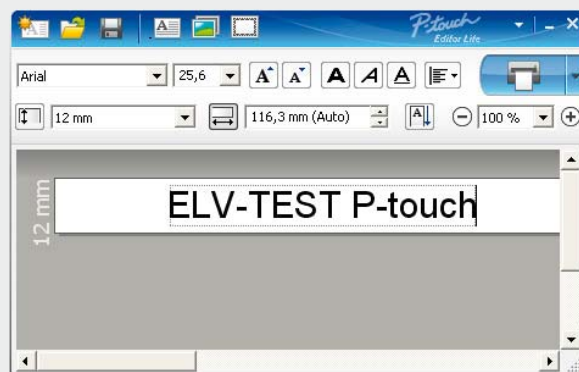 P-touch
Editor Lite
Arial 25,6 A A A A A
12 mm 116,3 mm (Auto) A 100 %
12 mm
ELV-TEST P-touch